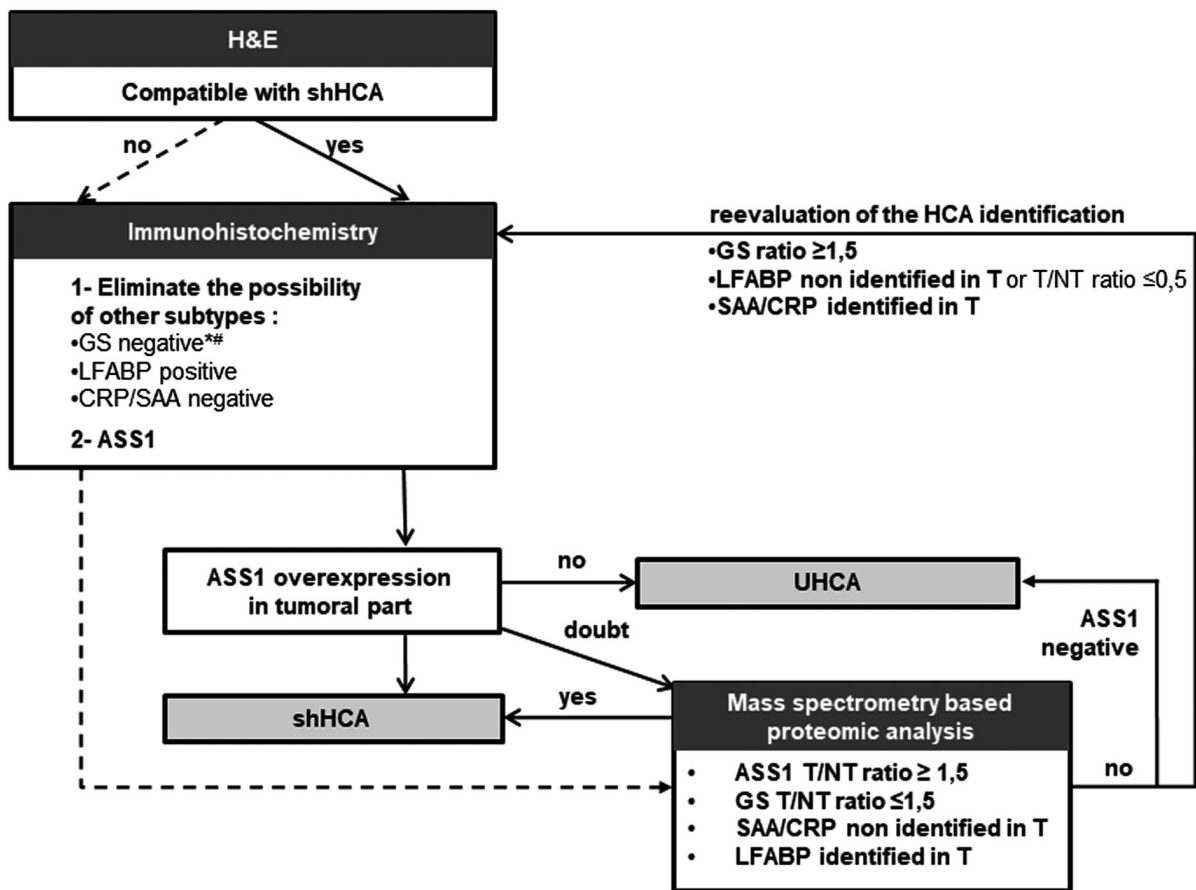 H&E
Compatible with shHCA
no
yes
Immunohistochemistry
1- Eliminate the possibility
of other subtypes :
•GS negative*#
•LFABP positive
•CRP/SAA negative
2- ASS1
reevaluation of the HCA identification
•GS ratio ≥1,5
•LFABP non identified in T or T/NT ratio ≤0,5
•SAA/CRP identified in T
ASS1 overexpression
in tumoral part
no
UHCA
doubt
ASS1
negative
shHCA
yes
Mass spectrometry based
proteomic analysis
• ASS1 T/NT ratio ≥ 1,5
• GS T/NT ratio ≤1,5
• SAA/CRP non identified in T
• LFABP identified in T
no